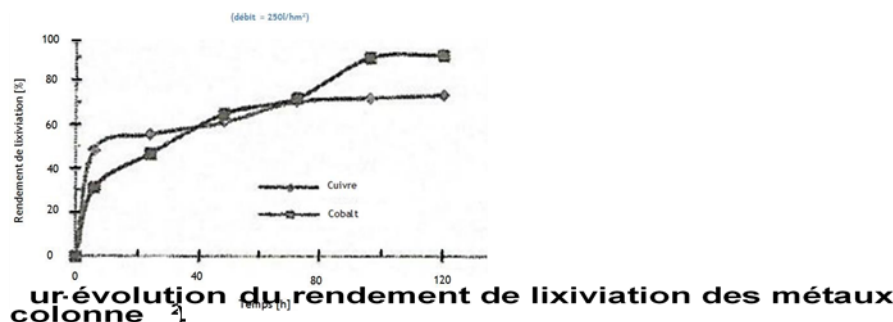 (débit = 250l/hm²)
100
80
60
40
20
0
Rendement de lixiviation [%]
Cuivre
Cobalt
0
40
80
120
Temps [h]
ur-évolution du rendement de lixiviation des métaux
colonne 2).